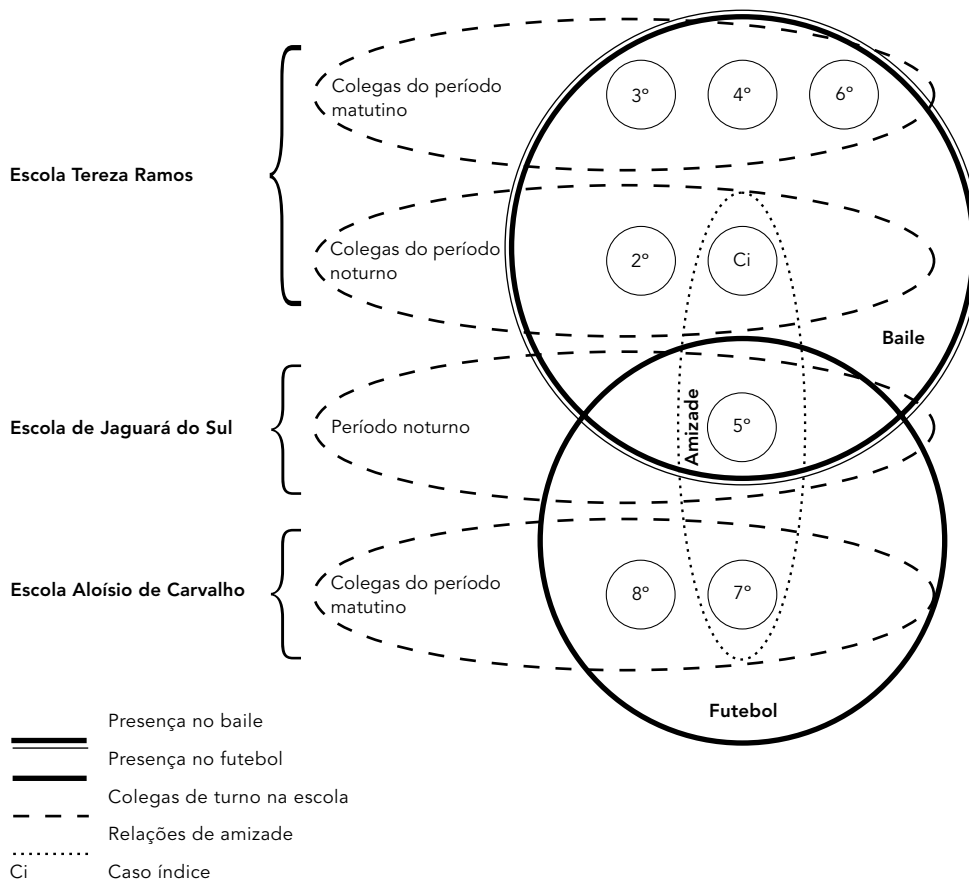 Colegas do período
matutino
3º
4º
6º
Escola Tereza Ramos
Colegas do período
noturno
2º
Ci
Baile
Escola de Jaguará do Sul
Período noturno
Amizade
5º
Escola Aloísio de Carvalho
Colegas do período
matutino
8º
7º
Futebol
Presença no baile
Presença no futebol
Colegas de turno na escola
Relações de amizade
Ci Caso índice